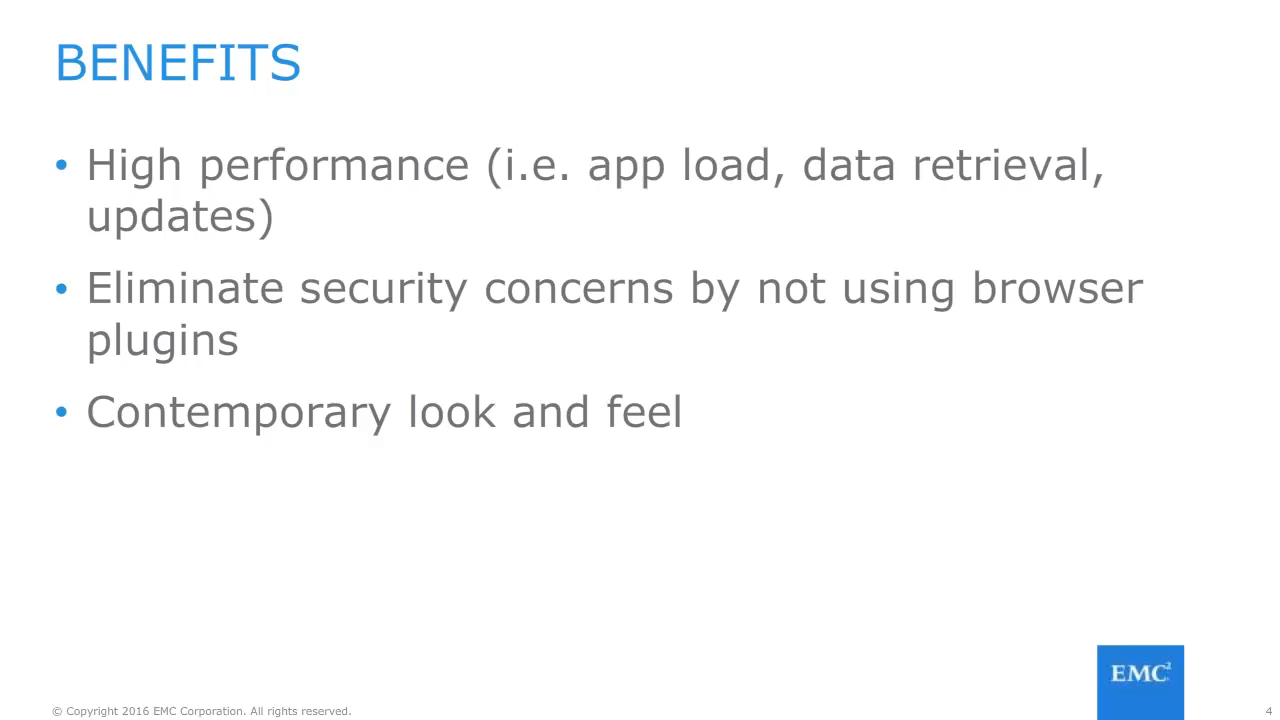 BENEFITS
• High performance (i.e. app load, data retrieval,
updates)
• Eliminate security concerns by not using browser
plugins
• Contemporary look and feel
EMC²
© Copyright 2016 EMC Corporation. All rights reserved.
4